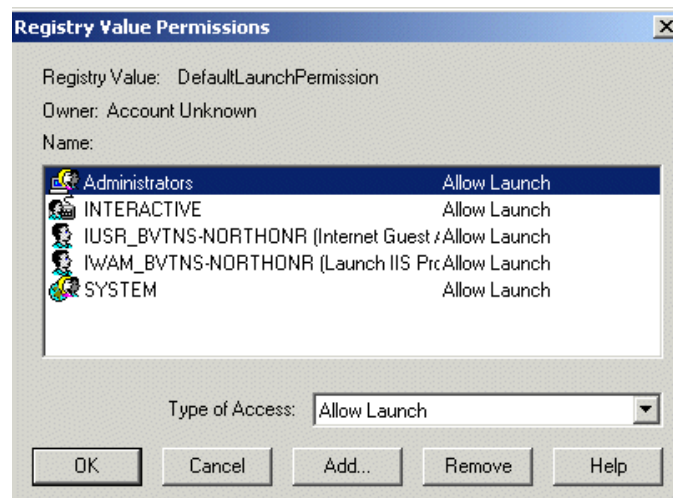 Registry Value Permissions
Registry Value: DefaultLaunchPermission
Owner: Account Unknown
Name:
Administrators Allow Launch
INTERACTIVE Allow Launch
IUSR_BVTNS-NORTHONR (Internet Guest A Allow Launch
IWAM_BVTNS-NORTHONR (Launch IIS Prc Allow Launch
SYSTEM Allow Launch
Type of Access: Allow Launch
OK Cancel Add... Remove Help